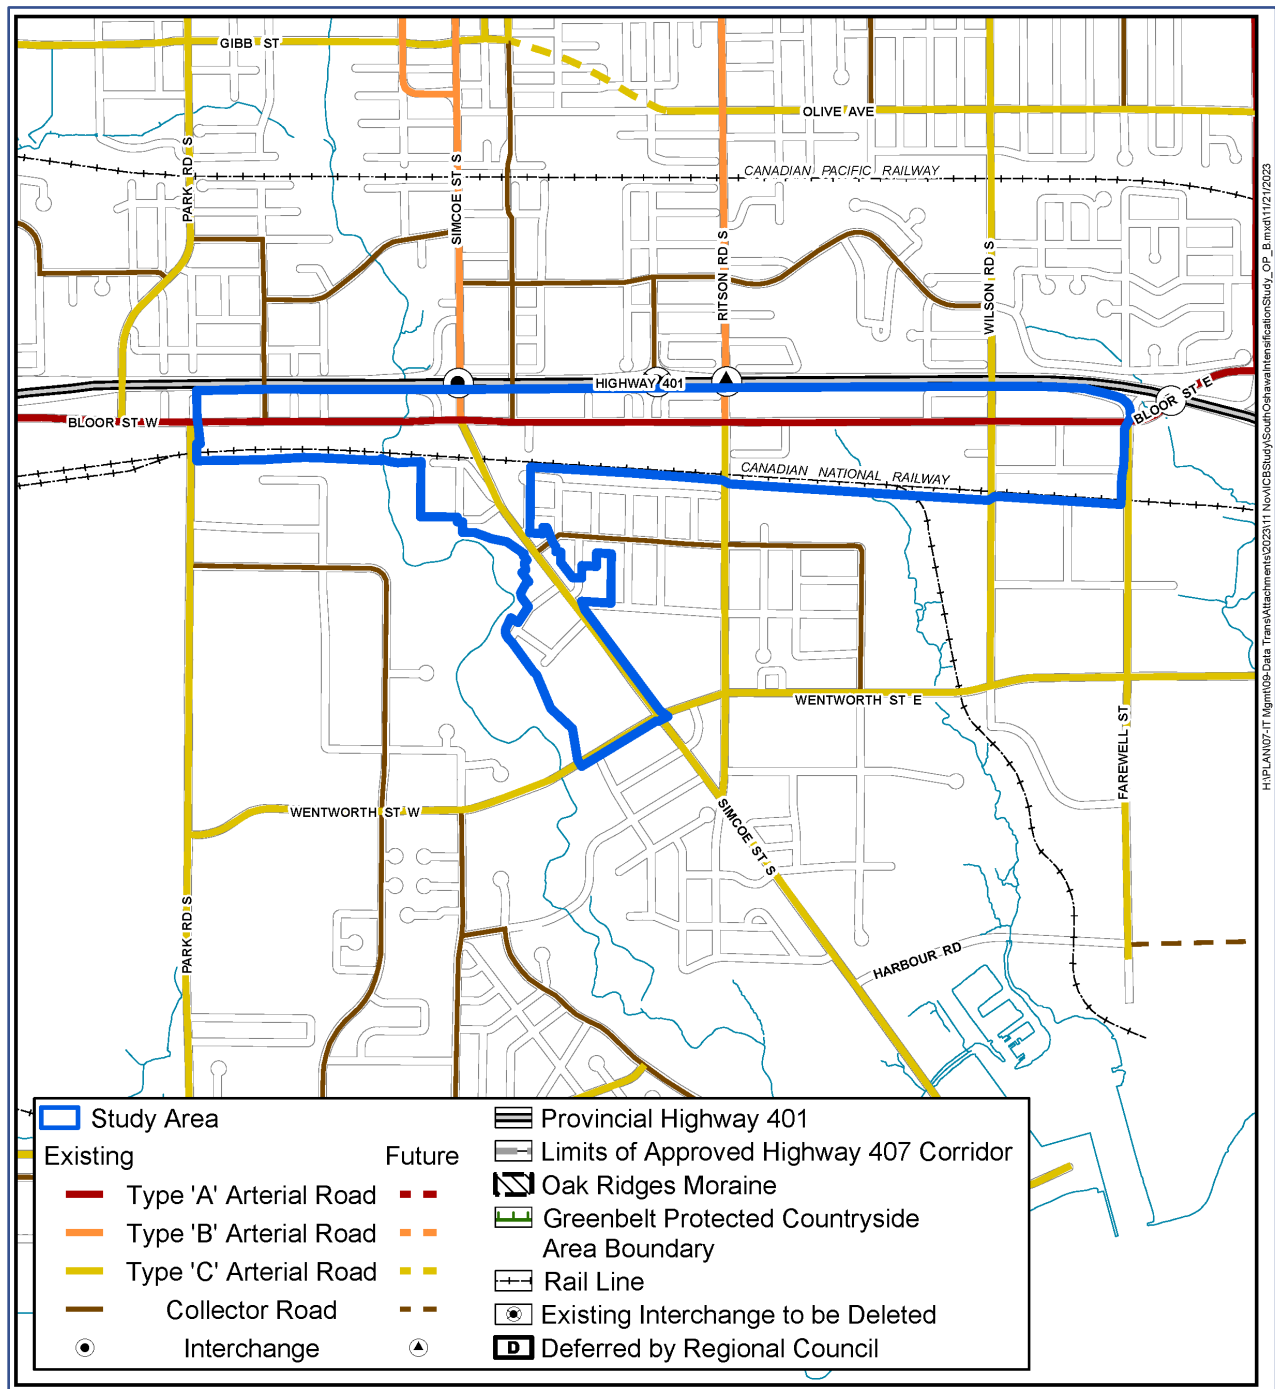 GIBB ST
OLIVE AVE
CANADIAN PACIFIC RAILWAY
PARK RD S
SIMCOE ST S
RITSON RD S
WILSON RD S
HIGHWAY 401
BLOOR ST W
BLOOR ST E
CANADIAN NATIONAL RAILWAY
WENTWORTH ST E
WENTWORTH ST W
FAREWELL ST
SIMCOE ST S
PARK RD S
HARBOUR RD
H:\PLAN\07-IT Mgmt\09-Data Trans\Attachments\2023\11 Nov\ICBStudy\SouthOshawaIntensificationStudy_OP_B.mxd\11/21/2023
Study Area
Existing
Future
Type 'A' Arterial Road
Type 'B' Arterial Road
Type 'C' Arterial Road
Collector Road
Interchange
Provincial Highway 401
Limits of Approved Highway 407 Corridor
Oak Ridges Moraine
Greenbelt Protected Countryside
Area Boundary
Rail Line
Existing Interchange to be Deleted
D Deferred by Regional Council